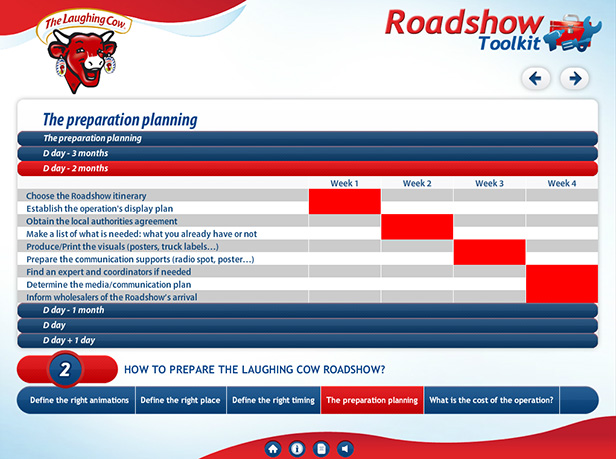 The Laughing Cow.
Roadshow
Toolkit
The preparation planning
The preparation planning
D day - 3 months
D day - 2 months
Week 1 Week 2 Week 3 Week 4
Choose the Roadshow itinerary
Establish the operation's display plan
Obtain the local authorities agreement
Make a list of what is needed: what you already have or not
Produce/Print the visuals (posters, truck labels...)
Prepare the communication supports (radio spot, poster...)
Find an expert and coordinators if needed
Determine the media/communication plan
Inform wholesalers of the Roadshow's arrival
D day - 1 month
D day
D day + 1 day
2 HOW TO PREPARE THE LAUGHING COW ROADSHOW?
Define the right animations Define the right place Define the right timing The preparation planning What is the cost of the operation?